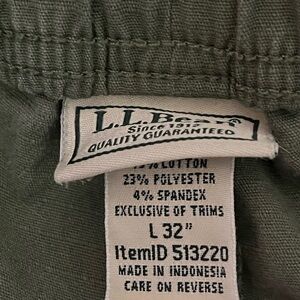 L.L.Bean
Since 1912
QUALITY GUARANTEED
COTTON
23% POLYESTER
4% SPANDEX
EXCLUSIVE OF TRIMS
L 32"
ItemID 513220
MADE IN INDONESIA
CARE ON REVERSE